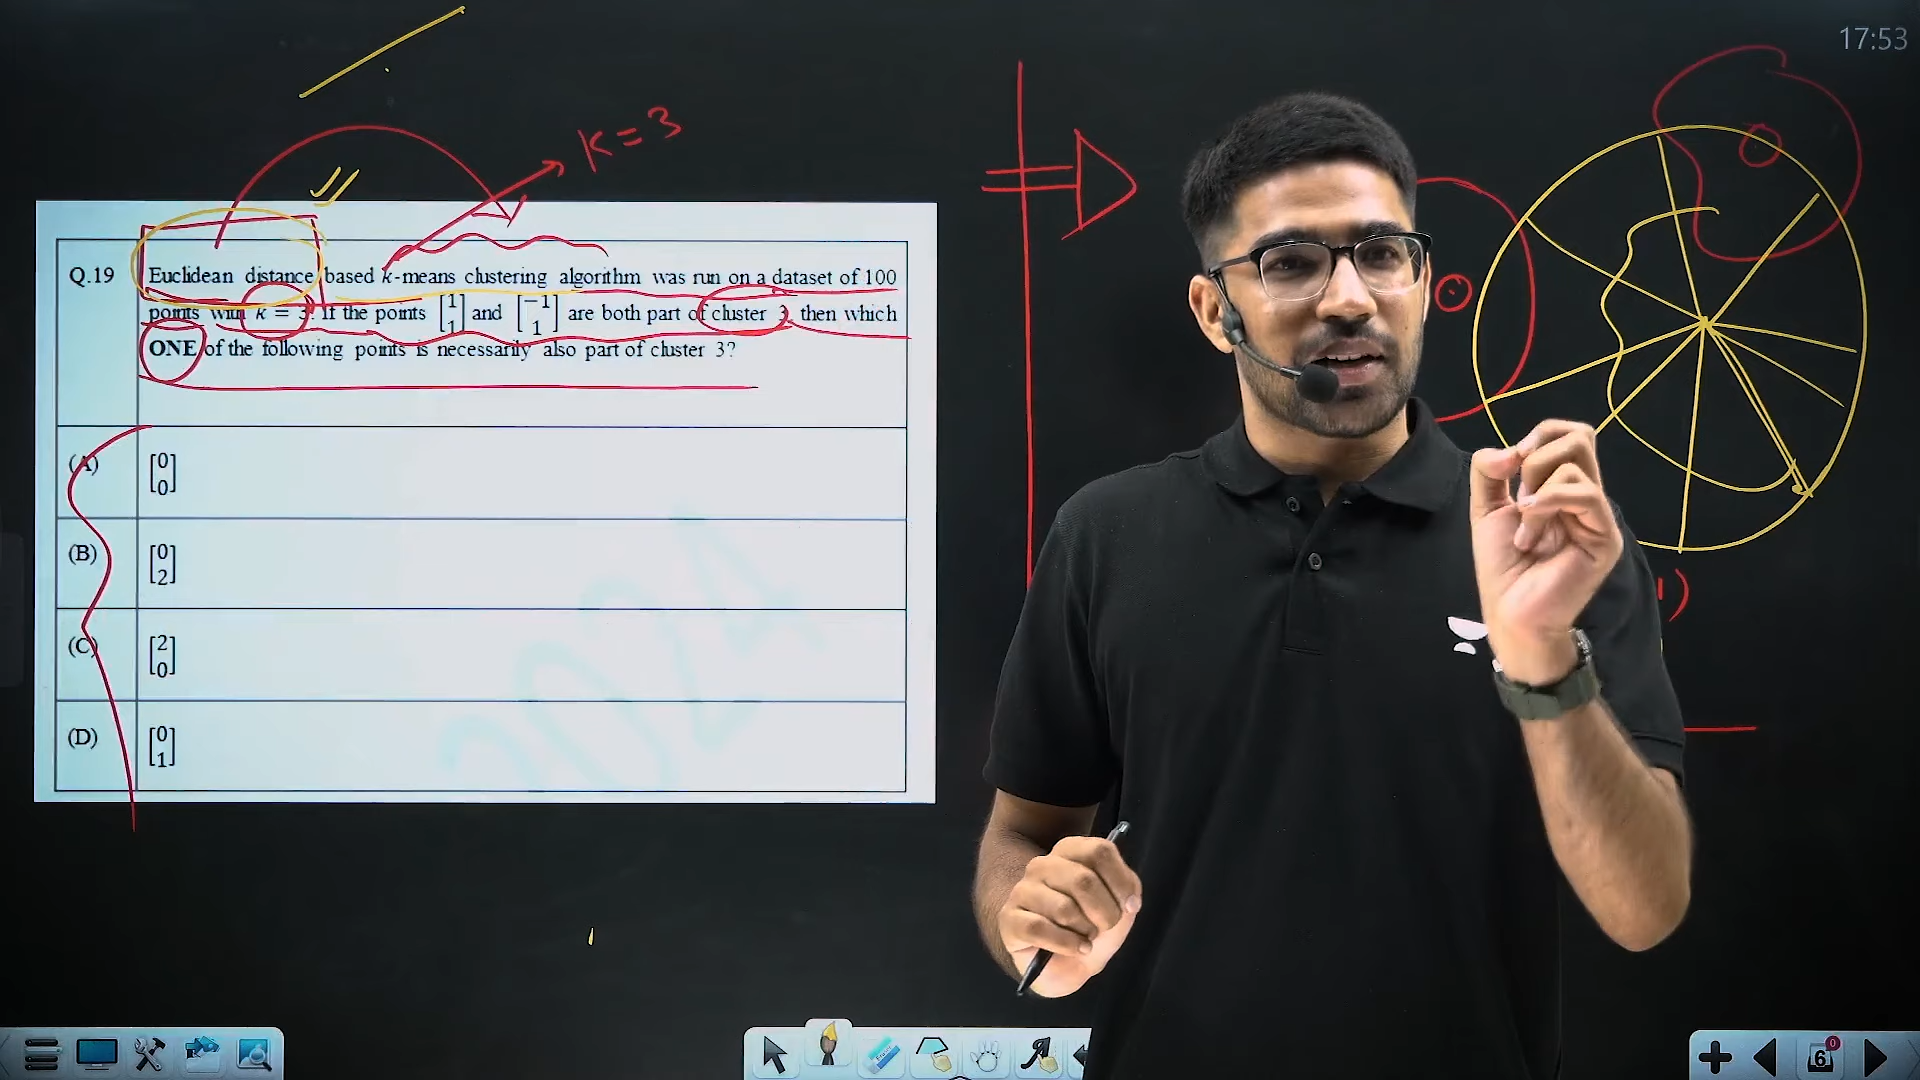 17:53
K=3
Q.19 Euclidean distance based k-means clustering algorithm was run on a dataset of 100
points with k = 3. If the points [1 1] and [−1 1] are both part of cluster 3, then which
ONE of the following points is necessarily also part of cluster 3?
(A) [0 0]
(B) [0 2]
(C) [2 0]
(D) [0 1]
2024
6
0